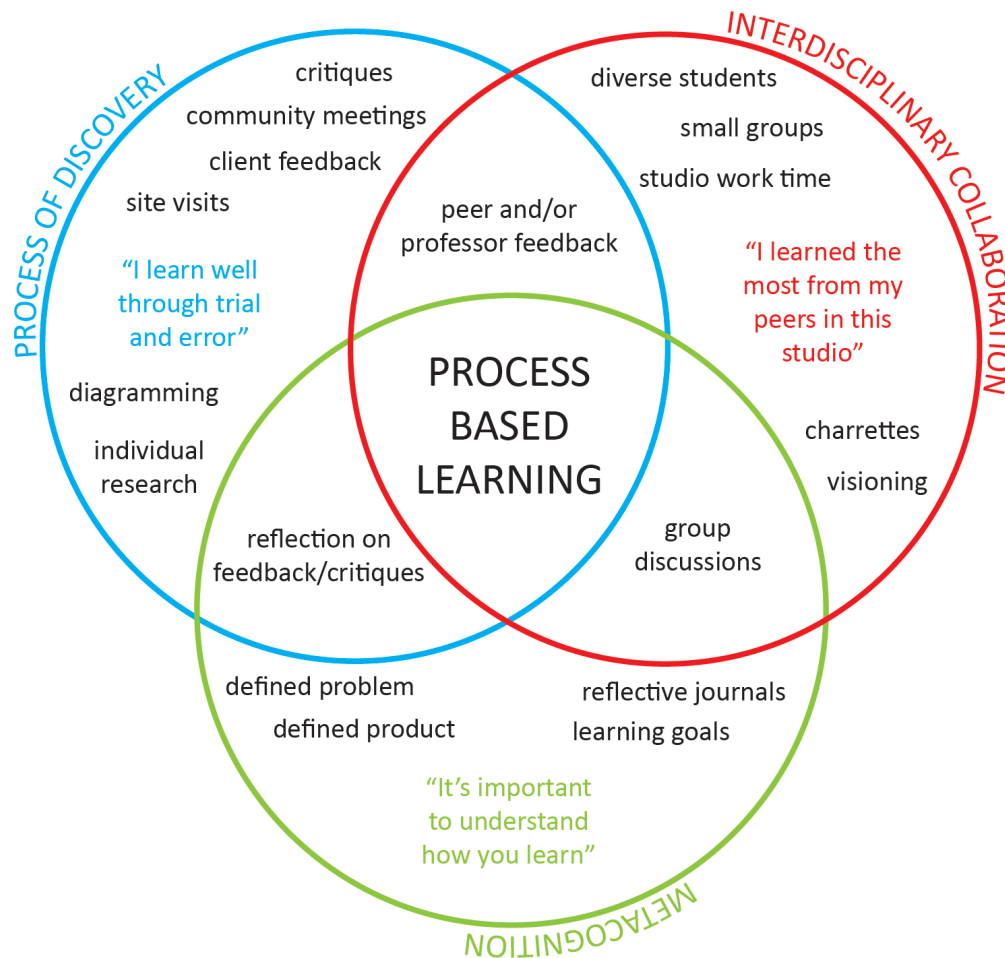 PROCESS OF DISCOVERY
critiques
community meetings
client feedback
site visits
“I learn well
through trial
and error”
diagramming
individual
research
INTERDISCIPLINARY COLLABORATION
diverse students
small groups
studio work time
“I learned the
most from my
peers in this
studio”
charrettes
visioning
peer and/or
professor feedback
PROCESS
BASED
LEARNING
reflection on
feedback/critiques
group
discussions
defined problem
defined product
reflective journals
learning goals
“It’s important
to understand
how you learn”
METACOGNITION